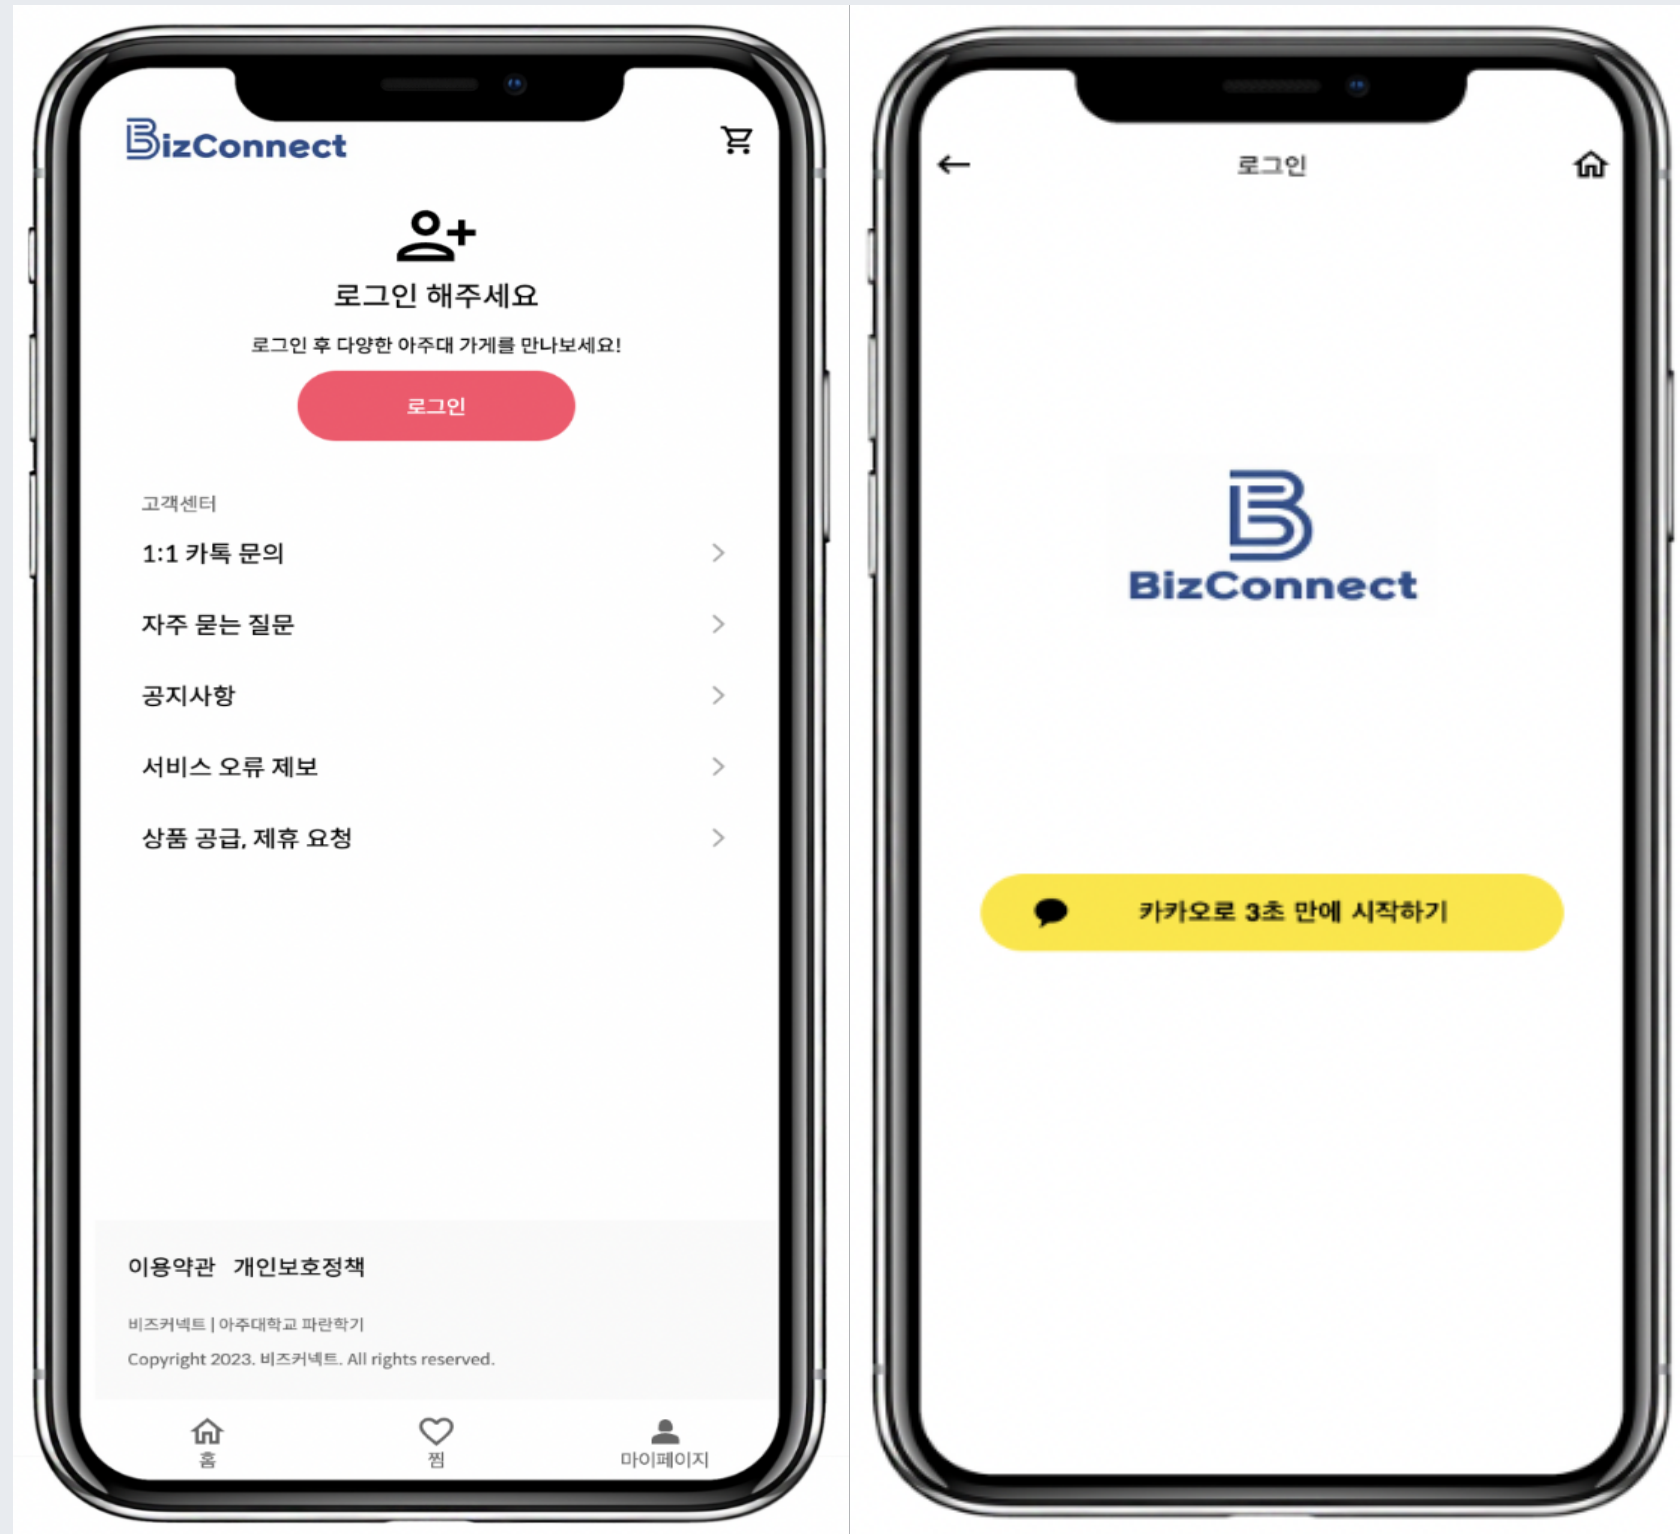 BizConnect
로그인 해주세요
로그인 후 다양한 아주대 가게를 만나보세요!
로그인
고객센터
1:1 카톡 문의
자주 묻는 질문
공지사항
서비스 오류 제보
상품 공급, 제휴 요청
이용약관 개인보호정책
비즈커넥트 | 아주대학교 파란학기
Copyright 2023. 비즈커넥트. All rights reserved.
홈
찜
마이페이지
로그인
B
BizConnect
카카오로 3초 만에 시작하기